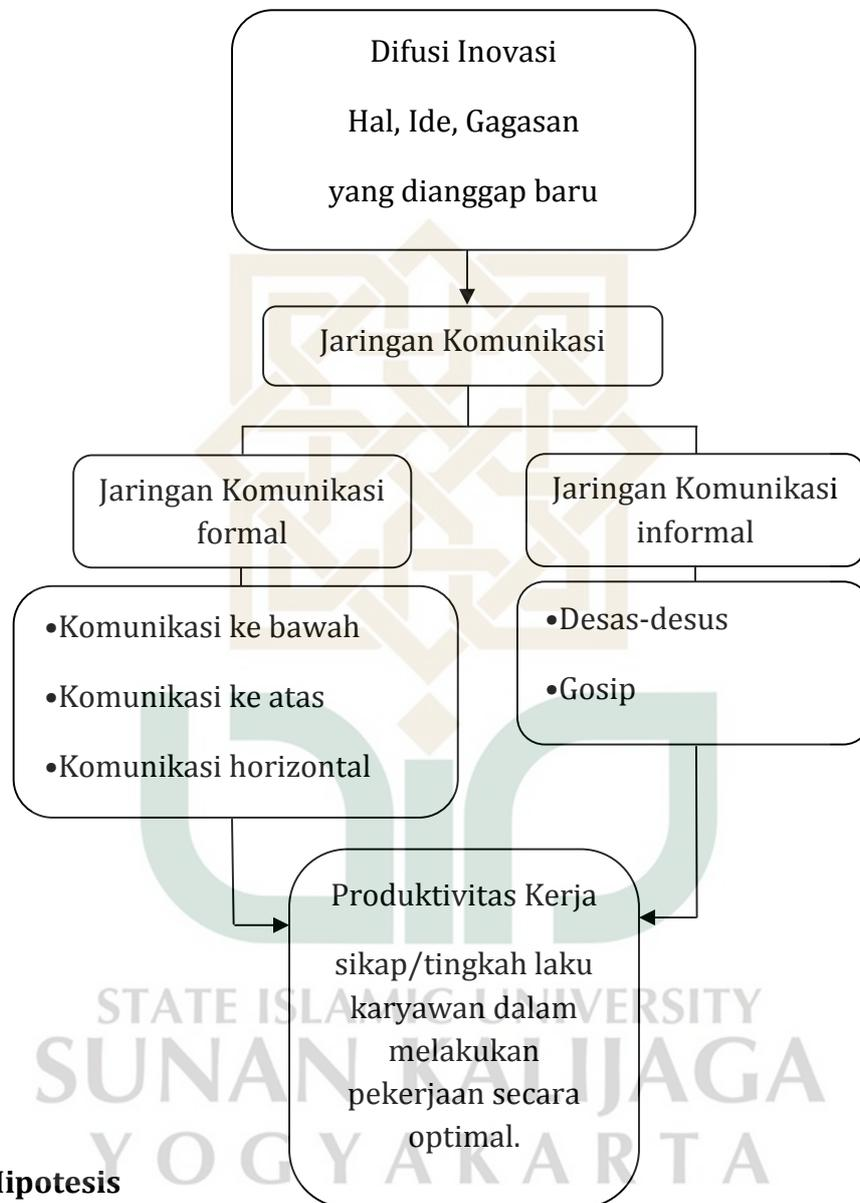 Difusi Inovasi
Hal, Ide, Gagasan
yang dianggap baru
Jaringan Komunikasi
Jaringan Komunikasi
formal
Jaringan Komunikasi
informal
•Komunikasi ke bawah
•Komunikasi ke atas
•Komunikasi horizontal
•Desas-desus
•Gosip
Produktivitas Kerja
sikap/tingkah laku
karyawan dalam
melakukan
pekerjaan secara
optimal.
STATE ISLAMIC UNIVERSITY
SUNAN KALIJAGA
YOGYAKARTA
Hipotesis